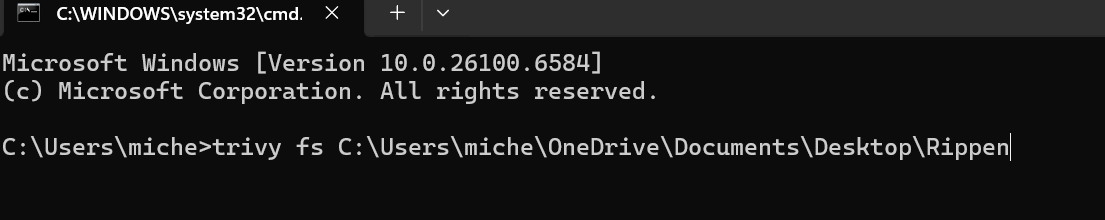 C:\WINDOWS\system32\cmd.
Microsoft Windows [Version 10.0.26100.6584]
(c) Microsoft Corporation. All rights reserved.
C:\Users\miche>trivy fs C:\Users\miche\OneDrive\Documents\Desktop\Rippen